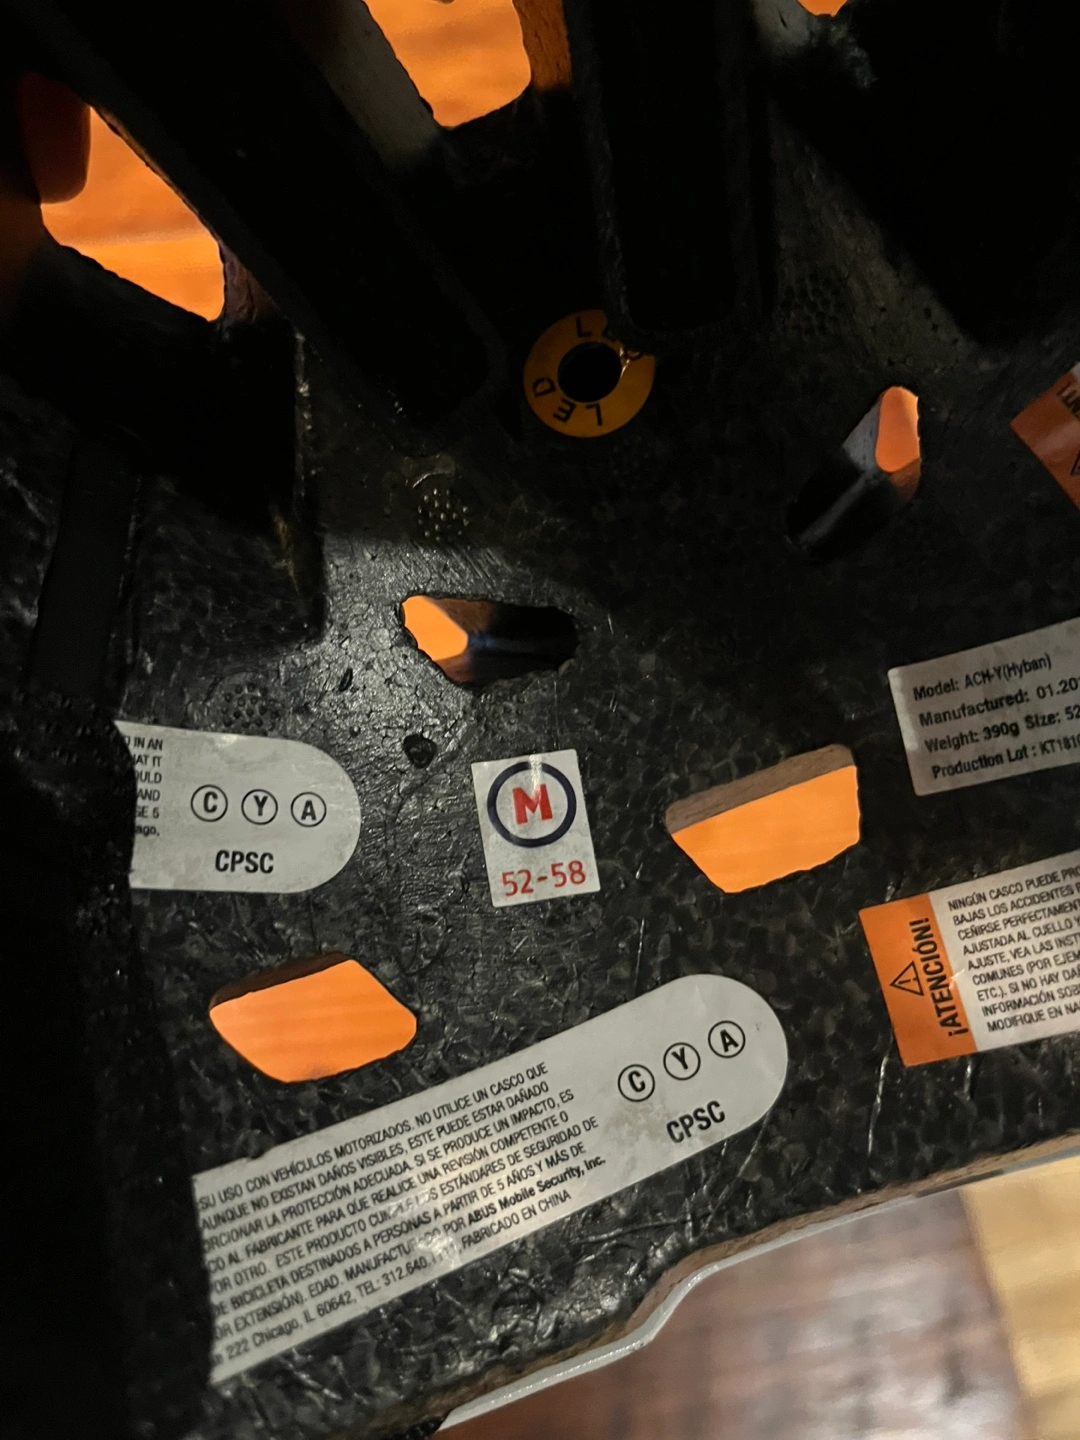 LED
LED
Model: ACH-Y(Hyban)
Manufactured: 01.20
Weight: 390g Size: 52
Production Lot : KT181
IN AN
AT IT
OULD
AND
SE 5
ago,
C Y A
CPSC
M
52-58
¡ATENCIÓN!
NINGÚN CASCO PUEDE PRO
BAJAS LOS ACCIDENTES
CEÑIRSE PERFECTAMENT
AJUSTADA AL CUELLO Y
AJUSTE, VEA LAS INST
COMUNES (POR EJEM
ETC.). SI NO HAY DA
INFORMACIÓN SOB
MODIFIQUE EN NA
C Y A
CPSC
SU USO CON VEHÍCULOS MOTORIZADOS. NO UTILICE UN CASCO QUE
AUNQUE NO EXISTAN DAÑOS VISIBLES, ESTE PUEDE ESTAR DAÑADO
ORCIONAR LA PROTECCIÓN ADECUADA. SI SE PRODUCE UN IMPACTO, ES
CO AL FABRICANTE PARA QUE REALICE UNA REVISIÓN COMPETENTE O
OR OTRO. ESTE PRODUCTO CUMPLE LOS ESTÁNDARES DE SEGURIDAD DE
DE BICICLETA DESTINADOS A PERSONAS A PARTIR DE 5 AÑOS Y MÁS DE
OR EXTENSIÓN). EDAD. MANUFACTURADO POR ABUS Mobile Security, Inc.
222 Chicago, IL 60642, TEL: 312.640. FABRICADO EN CHINA